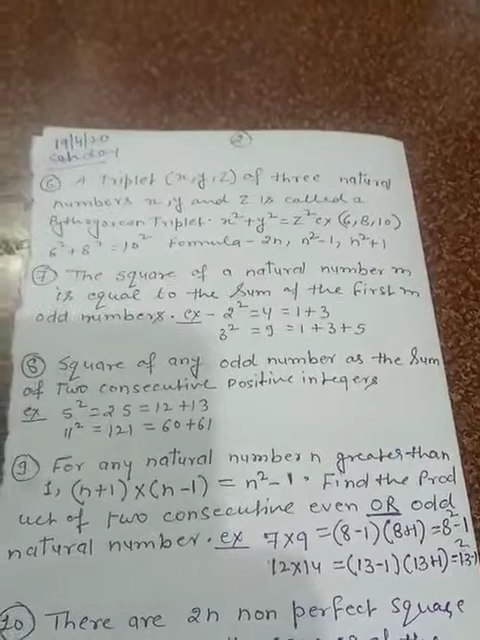 19/4/20
②
Sunday
⑥ A Triplet (x,y,z) of three natural
numbers x,y and z is called a
Pythogorean Triplet. x²+y²=z² ex (6,8,10)
6²+8²=10² Formula - 2n, n²-1, n²+1
⑦ The square of a natural number m
is equal to the sum of the first m
odd numbers. ex - 2²=4=1+3
3²=9=1+3+5
⑧ Square of any odd number as the sum
of Two consecutive positive integers
ex 5²=25=12+13
11²=121=60+61
⑨ For any natural number n greater than
1, (n+1)×(n-1)=n²-1. Find the Prod
uct of two consecutive even OR odd
natural number. ex 7×9=(8-1)(8+1)=8²-1
12×14=(13-1)(13+1)=13²-
⑩ There are 2n non perfect square